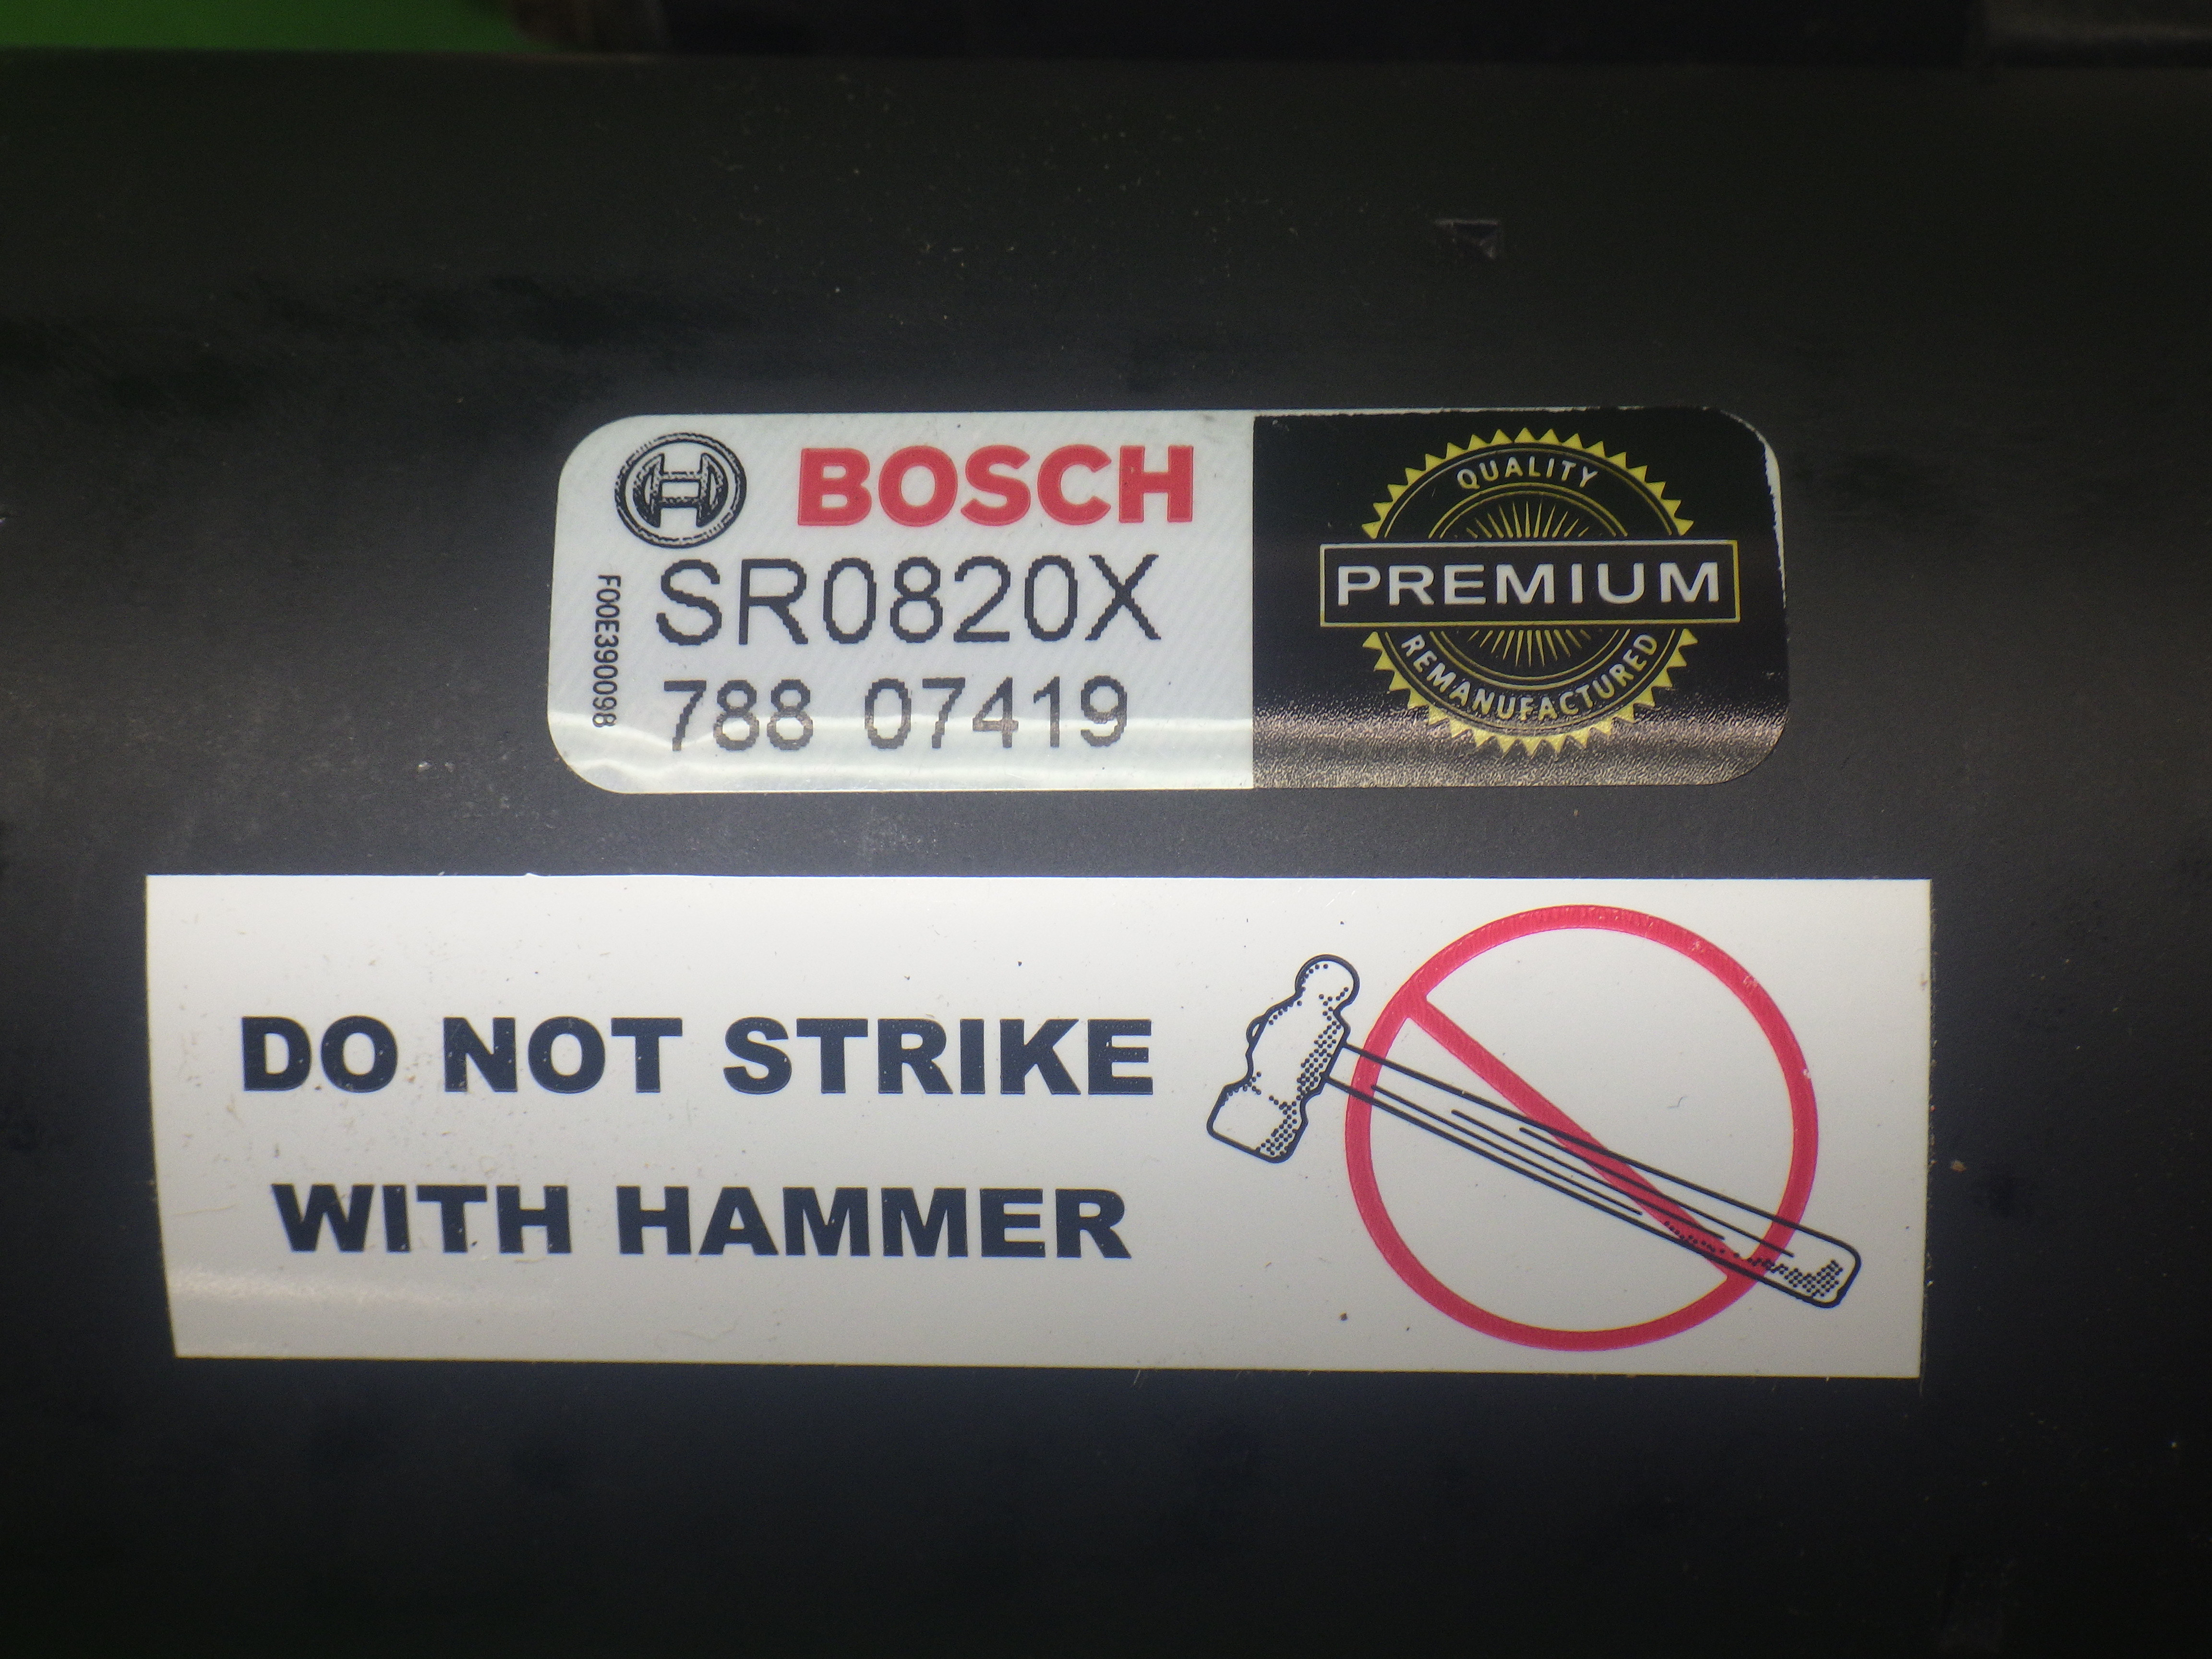 BOSCH
SR0820X
788 07419
F00E390098
QUALITY
PREMIUM
REMANUFACTURED
DO NOT STRIKE
WITH HAMMER